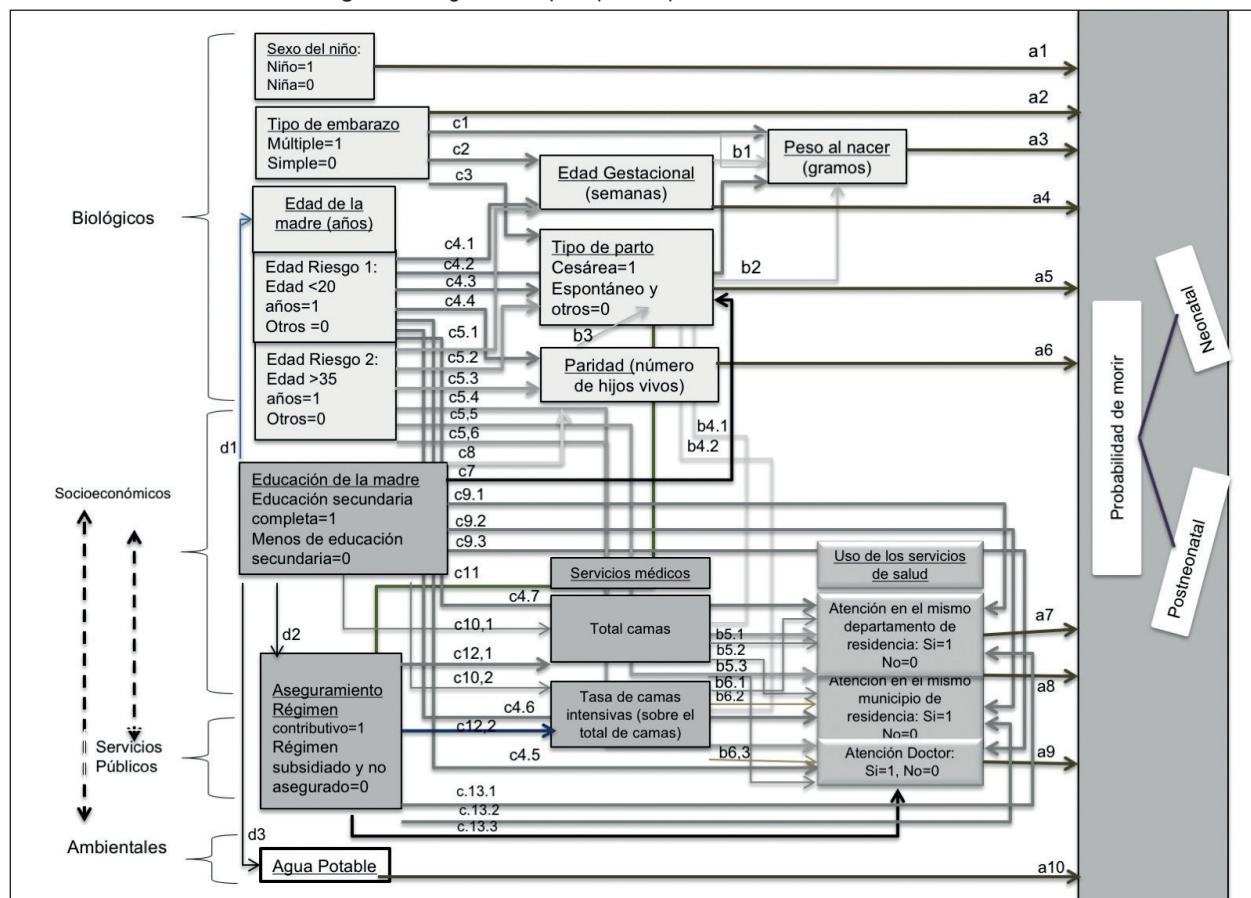 Sexo del niño:
Niño=1
Niña=0
a1
Tipo de embarazo
Múltiple=1
Simple=0
a2
c1
c2
c3
Peso al nacer
(gramos)
a3
b1
Edad Gestacional
(semanas)
a4
Biológicos
Edad de la
madre (años)
Edad Riesgo 1:
Edad <20
años=1
Otros =0
c4.1
c4.2
c4.3
c4.4
Tipo de parto
Cesárea=1
Espontáneo y
otros=0
b2
a5
b3
c5.1
c5.2
c5.3
c5.4
c5,5
c5,6
Edad Riesgo 2:
Edad >35
años=1
Otros=0
Paridad (número
de hijos vivos)
a6
b4.1
b4.2
d1
c8
c7
Socioeconómicos
Educación de la madre
Educación secundaria
completa=1
Menos de educación
secundaria=0
c9.1
c9.2
c9.3
c11
Servicios médicos
Uso de los servicios
de salud
c4.7
c10,1
Total camas
Atención en el mismo
departamento de
residencia: Si=1
No=0
a7
d2
c12,1
c10,2
b5.1
b5.2
b5.3
b6.1
b6.2
Aseguramiento
Régimen
contributivo=1
Régimen
subsidiado y no
asegurado=0
c4.6
c12,2
c4.5
Tasa de camas
intensivas (sobre el
total de camas)
Atención en el mismo
municipio de
residencia: Si=1
No=0
a8
b6,3
Atención Doctor:
Si=1, No=0
a9
Servicios
Públicos
c.13.1
c.13.2
c.13.3
d3
Ambientales
Agua Potable
a10
Probabilidad de morir
Neonatal
Postneonatal